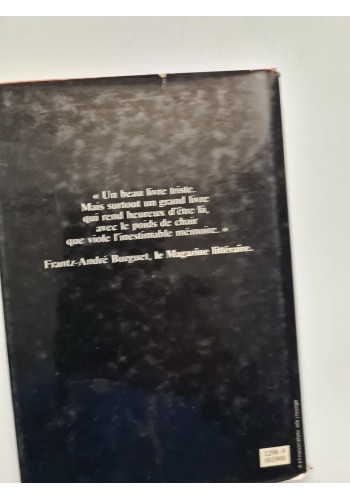 « Un beau livre triste.
Mais surtout un grand livre
qui rend heureux d'être là,
avec le poids de chair
que viole l'inestimable mémoire. »
Frantz-André Burguet, le Magazine littéraire.